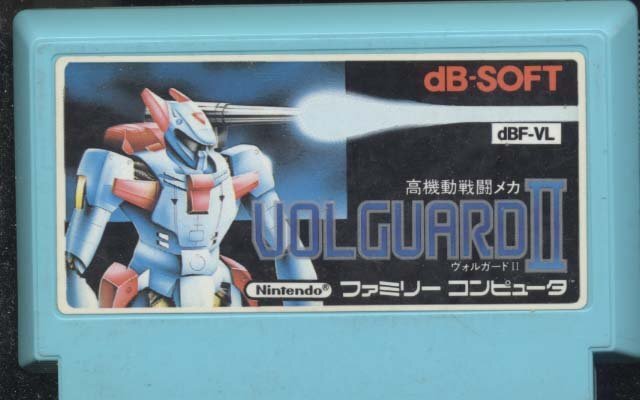 dB-SOFT
dBF-VL
高機動戦闘メカ
VOLGUARD II
ヴォルガードII
Nintendo® ファミリー コンピュータ